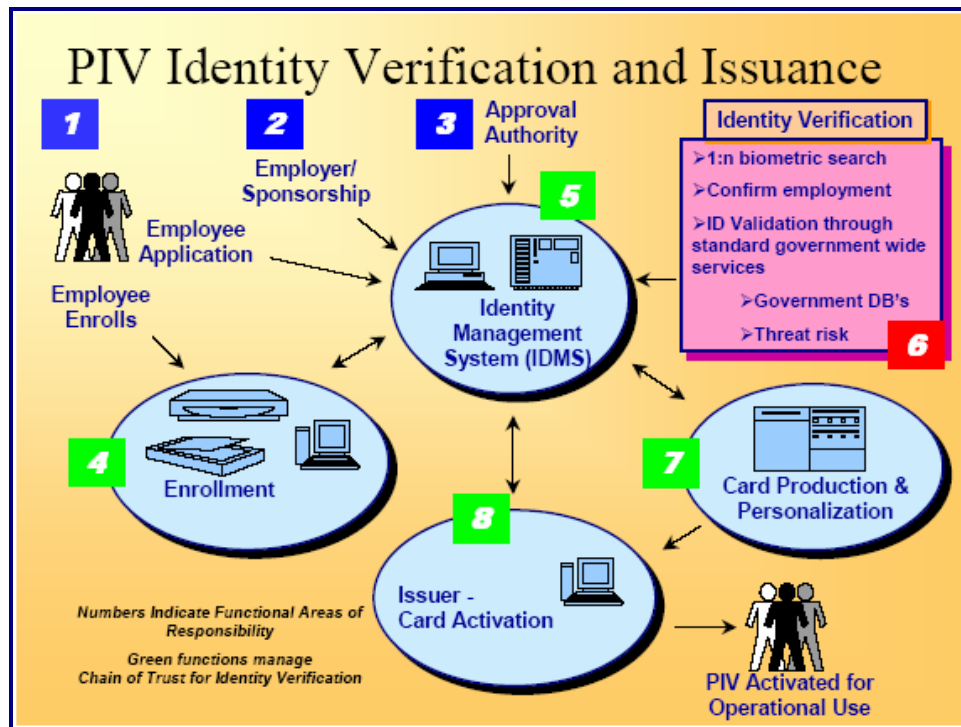 PIV Identity Verification and Issuance
1
2
3
Approval
Authority
Employer/
Sponsorship
Employee
Application
Employee
Enrolls
Identity Verification
➢1:n biometric search
➢Confirm employment
➢ID Validation through
standard government wide
services
➢Government DB's
➢Threat risk
6
5
Identity
Management
System (IDMS)
4
Enrollment
7
Card Production &
Personalization
8
Issuer -
Card Activation
Numbers Indicate Functional Areas of
Responsibility
Green functions manage
Chain of Trust for Identity Verification
PIV Activated for
Operational Use